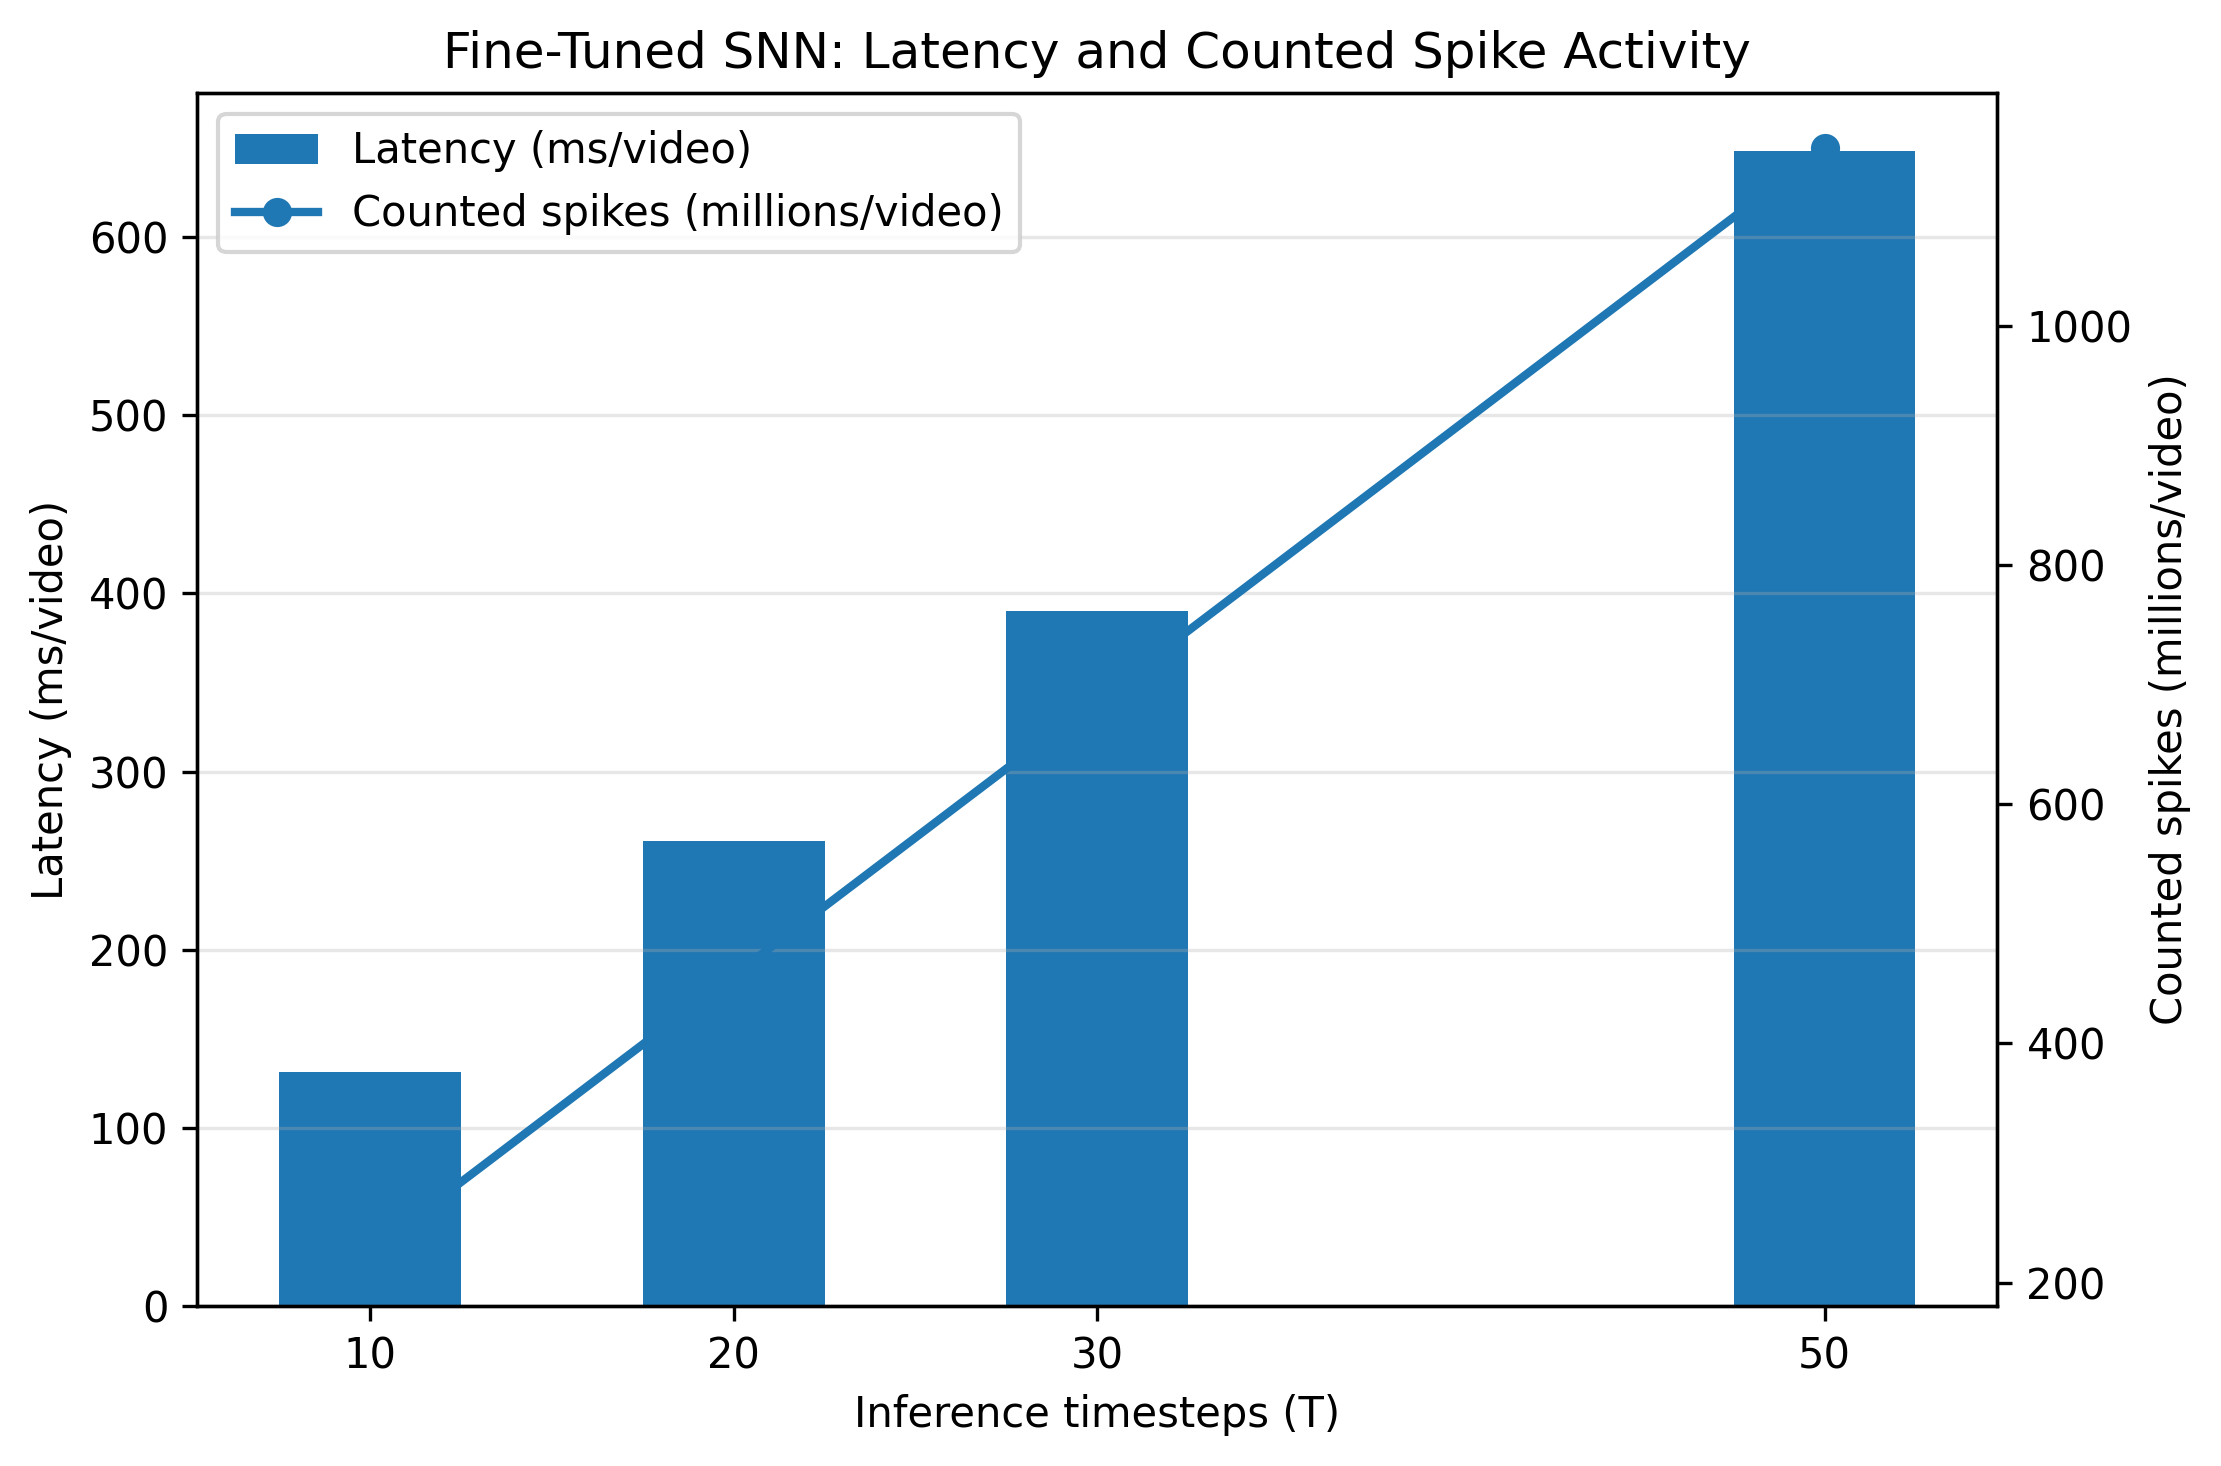 Fine-Tuned SNN: Latency and Counted Spike Activity
Latency (ms/video)
Counted spikes (millions/video)
600
500
400
300
200
100
0
Latency (ms/video)
1000
800
600
400
200
Counted spikes (millions/video)
10 20 30 50
Inference timesteps (T)